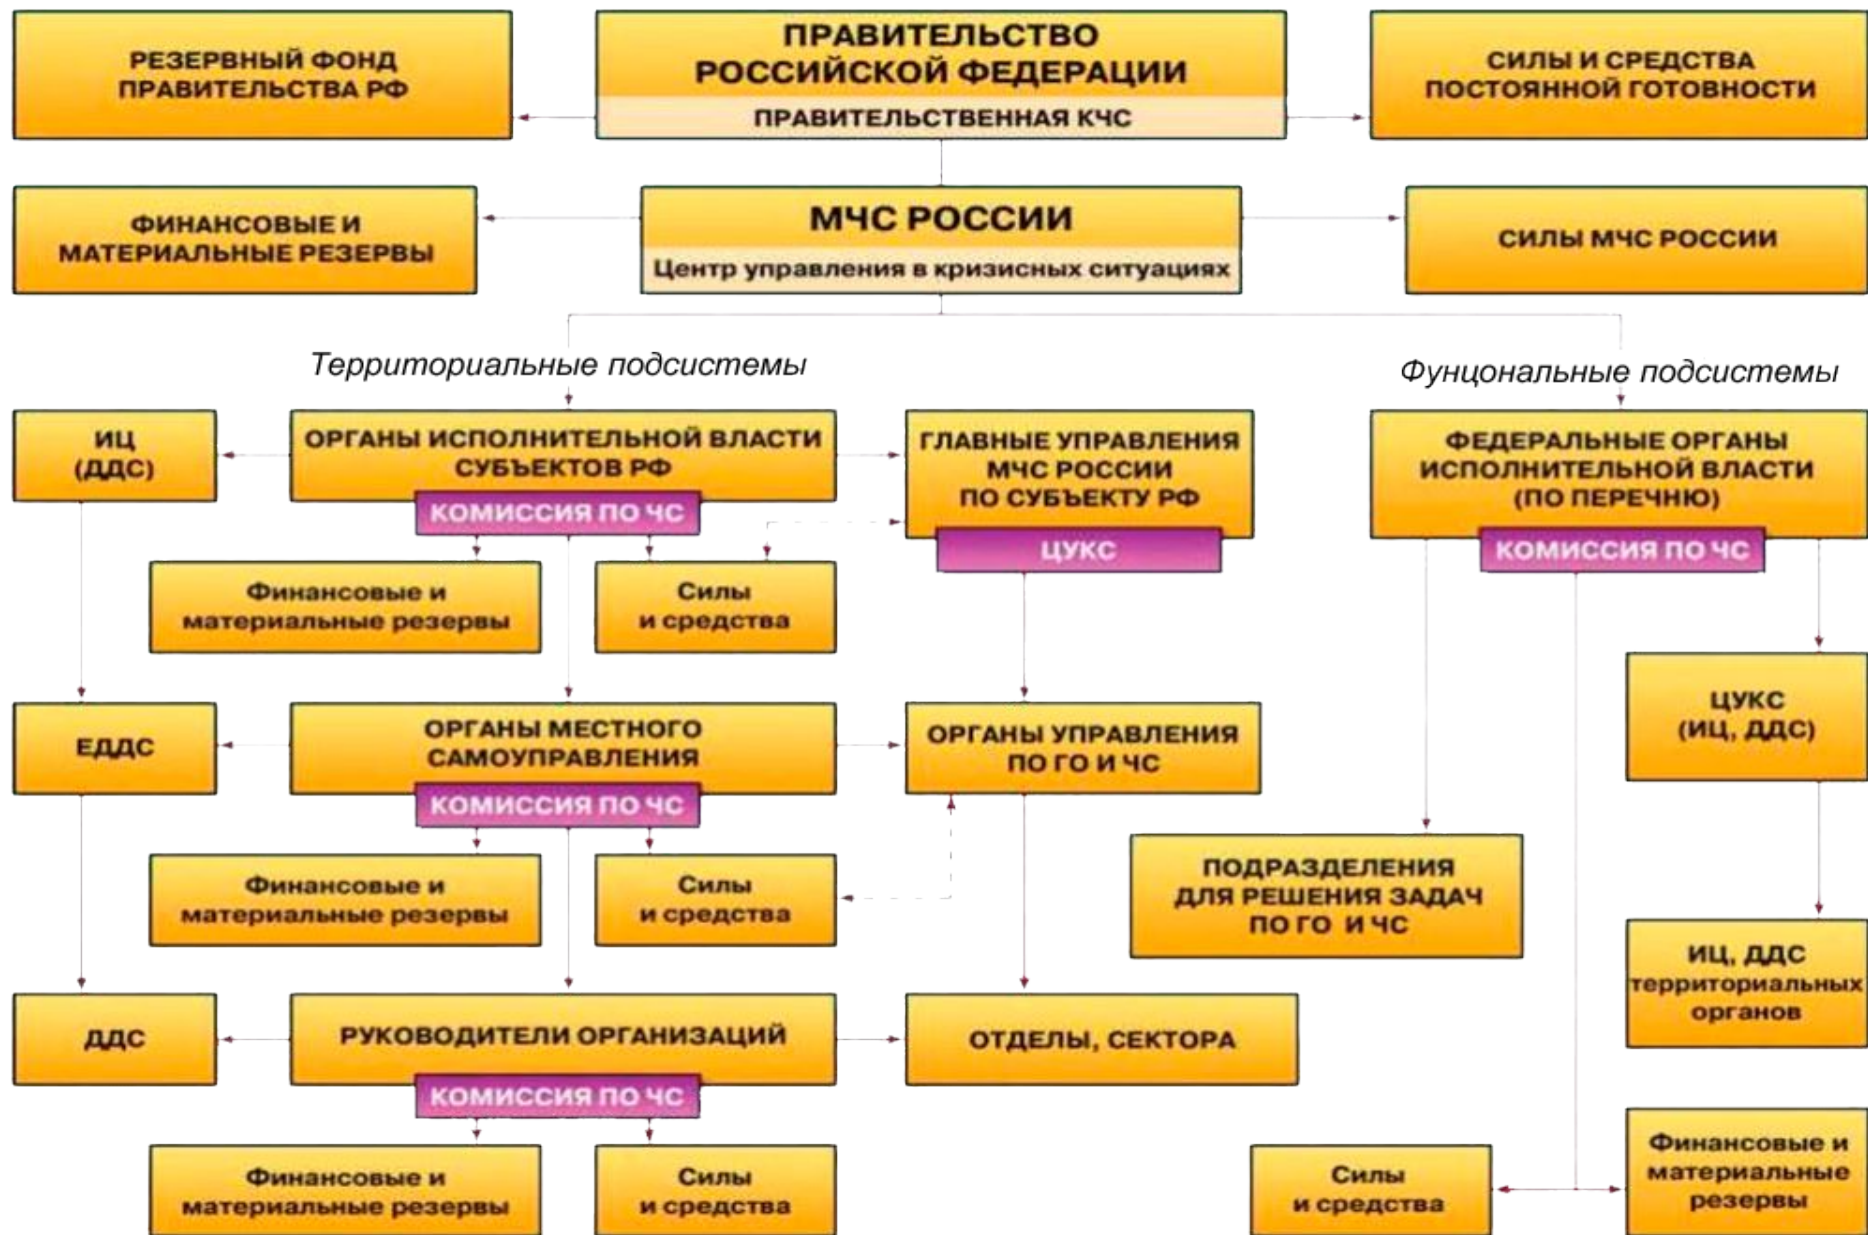 РЕЗЕРВНЫЙ ФОНД
ПРАВИТЕЛЬСТВА РФ
ПРАВИТЕЛЬСТВО
РОССИЙСКОЙ ФЕДЕРАЦИИ
ПРАВИТЕЛЬСТВЕННАЯ КЧС
СИЛЫ И СРЕДСТВА
ПОСТОЯННОЙ ГОТОВНОСТИ
ФИНАНСОВЫЕ И
МАТЕРИАЛЬНЫЕ РЕЗЕРВЫ
МЧС РОССИИ
Центр управления в кризисных ситуациях
СИЛЫ МЧС РОССИИ
Территориальные подсистемы
Фунцональные подсистемы
ИЦ
(ДДС)
ОРГАНЫ ИСПОЛНИТЕЛЬНОЙ ВЛАСТИ
СУБЪЕКТОВ РФ
КОМИССИЯ ПО ЧС
ГЛАВНЫЕ УПРАВЛЕНИЯ
МЧС РОССИИ
ПО СУБЪЕКТУ РФ
ЦУКС
ФЕДЕРАЛЬНЫЕ ОРГАНЫ
ИСПОЛНИТЕЛЬНОЙ ВЛАСТИ
(ПО ПЕРЕЧНЮ)
КОМИССИЯ ПО ЧС
Финансовые и
материальные резервы
Силы
и средства
ЕДДС
ОРГАНЫ МЕСТНОГО
САМОУПРАВЛЕНИЯ
КОМИССИЯ ПО ЧС
ОРГАНЫ УПРАВЛЕНИЯ
ПО ГО И ЧС
ЦУКС
(ИЦ, ДДС)
Финансовые и
материальные резервы
Силы
и средства
ПОДРАЗДЕЛЕНИЯ
ДЛЯ РЕШЕНИЯ ЗАДАЧ
ПО ГО И ЧС
ИЦ, ДДС
территориальных
органов
ДДС
РУКОВОДИТЕЛИ ОРГАНИЗАЦИЙ
КОМИССИЯ ПО ЧС
ОТДЕЛЫ, СЕКТОРА
Финансовые и
материальные резервы
Силы
и средства
Силы
и средства
Финансовые и
материальные
резервы